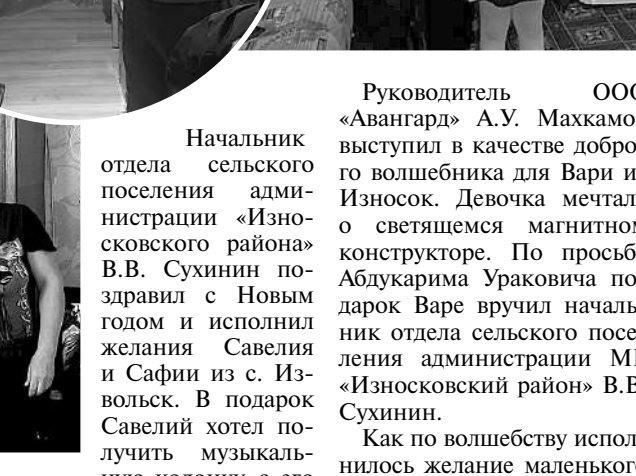 Начальник
отдела сельского
поселения адми-
нистрации «Изно-
сковского района»
В.В. Сухинин по-
здравил с Новым
годом и исполнил
желания Савелия
и Сафии из с. Из-
вольск. В подарок
Савелий хотел по-
лучить музыкаль-
Руководитель ООО
«Авангард» А.У. Махкамо
выступил в качестве добро
го волшебника для Вари и
Износок. Девочка мечтал
о светящемся магнитном
конструкторе. По просьб
Абдукарима Ураковича по
дарок Варе вручил началь
ник отдела сельского посе
ления администрации М
«Износковский район» В.В
Сухинин.
Как по волшебству испол
нилось желание маленького